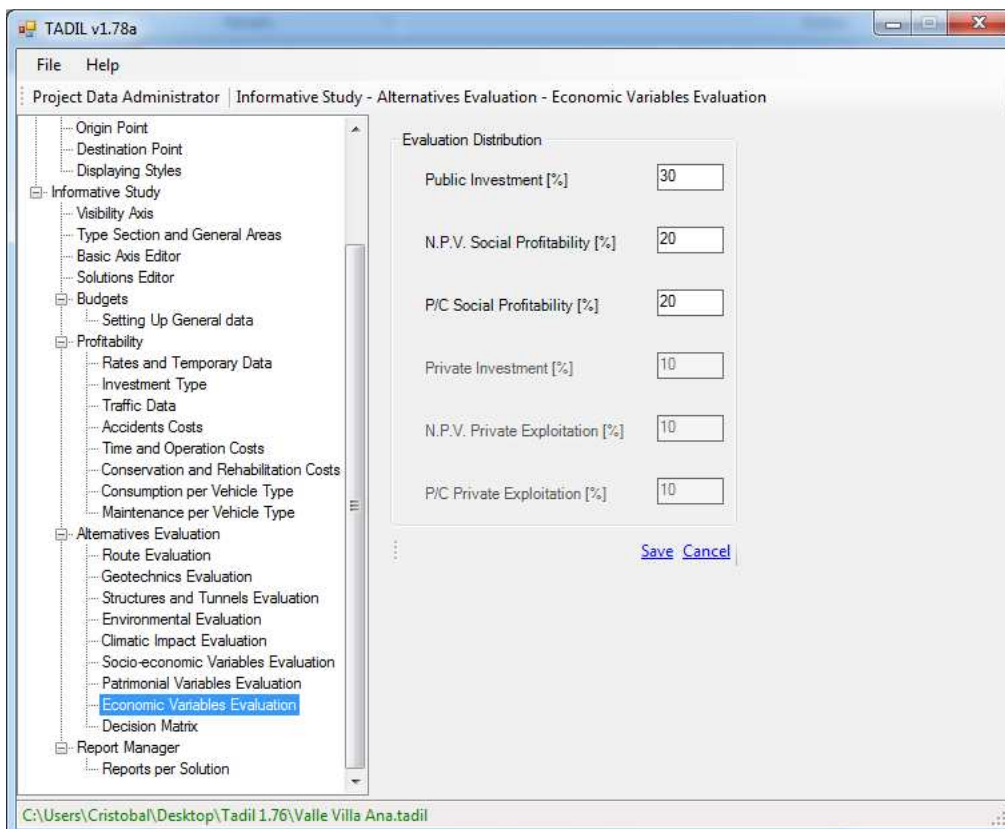 TADIL v1.78a
File Help
Project Data Administrator Informative Study - Alternatives Evaluation - Economic Variables Evaluation
Origin Point
Destination Point
Displaying Styles
Informative Study
Visibility Axis
Type Section and General Areas
Basic Axis Editor
Solutions Editor
Budgets
Setting Up General data
Profitability
Rates and Temporary Data
Investment Type
Traffic Data
Accidents Costs
Time and Operation Costs
Conservation and Rehabilitation Costs
Consumption per Vehicle Type
Maintenance per Vehicle Type
Alternatives Evaluation
Route Evaluation
Geotechnics Evaluation
Structures and Tunnels Evaluation
Environmental Evaluation
Climatic Impact Evaluation
Socio-economic Variables Evaluation
Patrimonial Variables Evaluation
Economic Variables Evaluation
Decision Matrix
Report Manager
Reports per Solution
Evaluation Distribution
Public Investment [%] 30
N.P.V. Social Profitability [%] 20
P/C Social Profitability [%] 20
Private Investment [%] 10
N.P.V. Private Exploitation [%] 10
P/C Private Exploitation [%] 10
Save Cancel
C:\Users\Cristobal\Desktop\Tadil 1.76\Valle Villa Ana.tadil